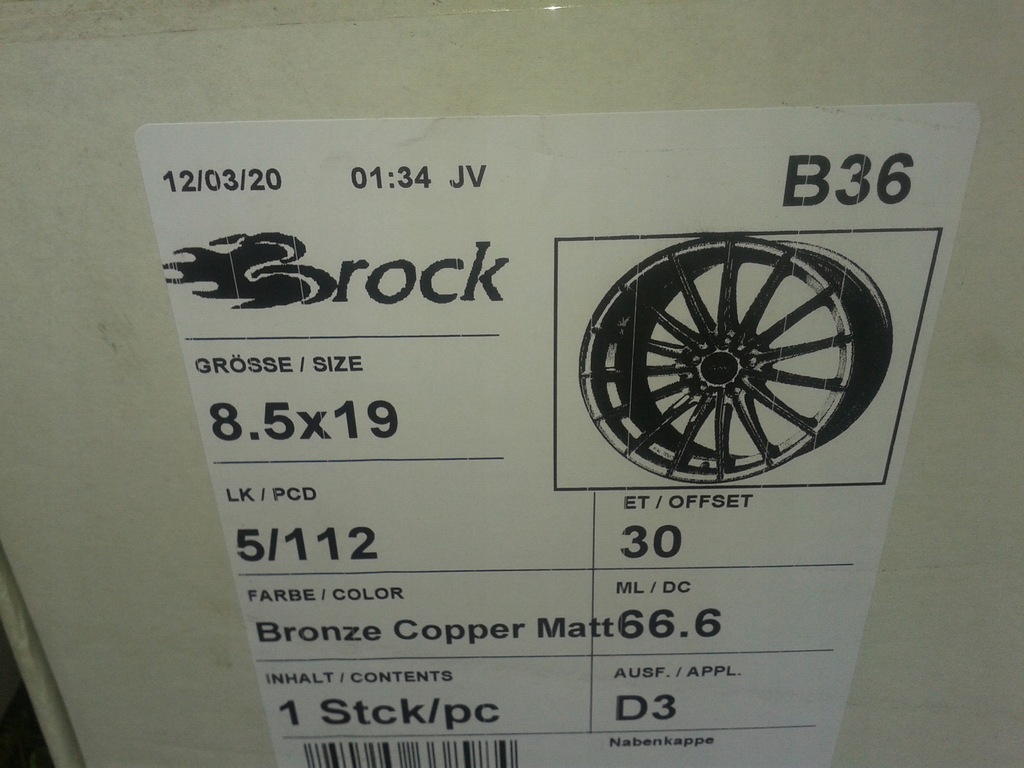 12/03/20 01:34 JV
B36
Brock
GRÖSSE / SIZE
8.5x19
LK / PCD
5/112
ET / OFFSET
30
FARBE / COLOR
Bronze Copper Matt
ML / DC
66.6
INHALT / CONTENTS
1 Stck/pc
AUSF. / APPL.
D3
Nabenkappe